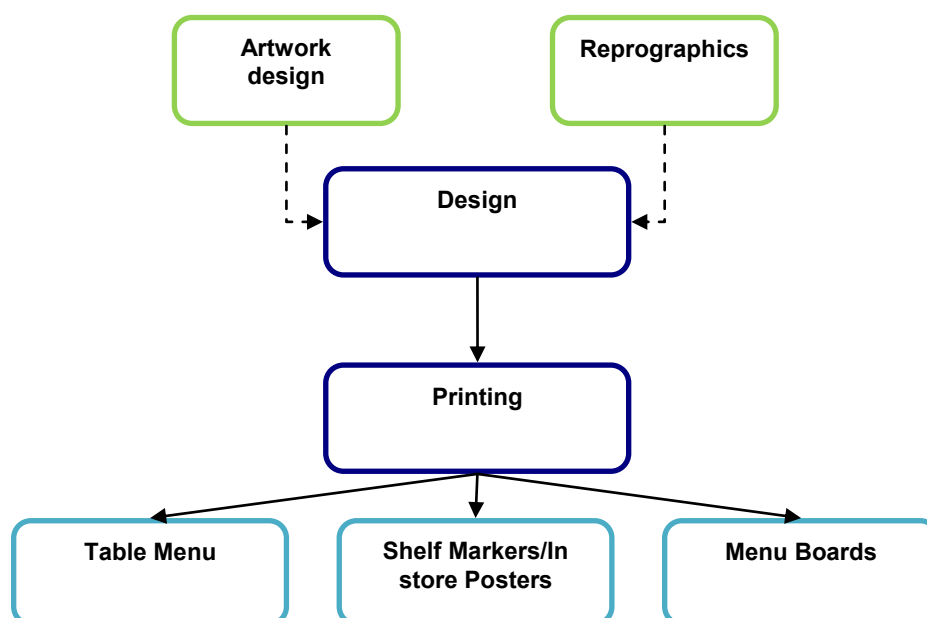 Artwork
design
Reprographics
Design
Printing
Table Menu
Shelf Markers/In
store Posters
Menu Boards